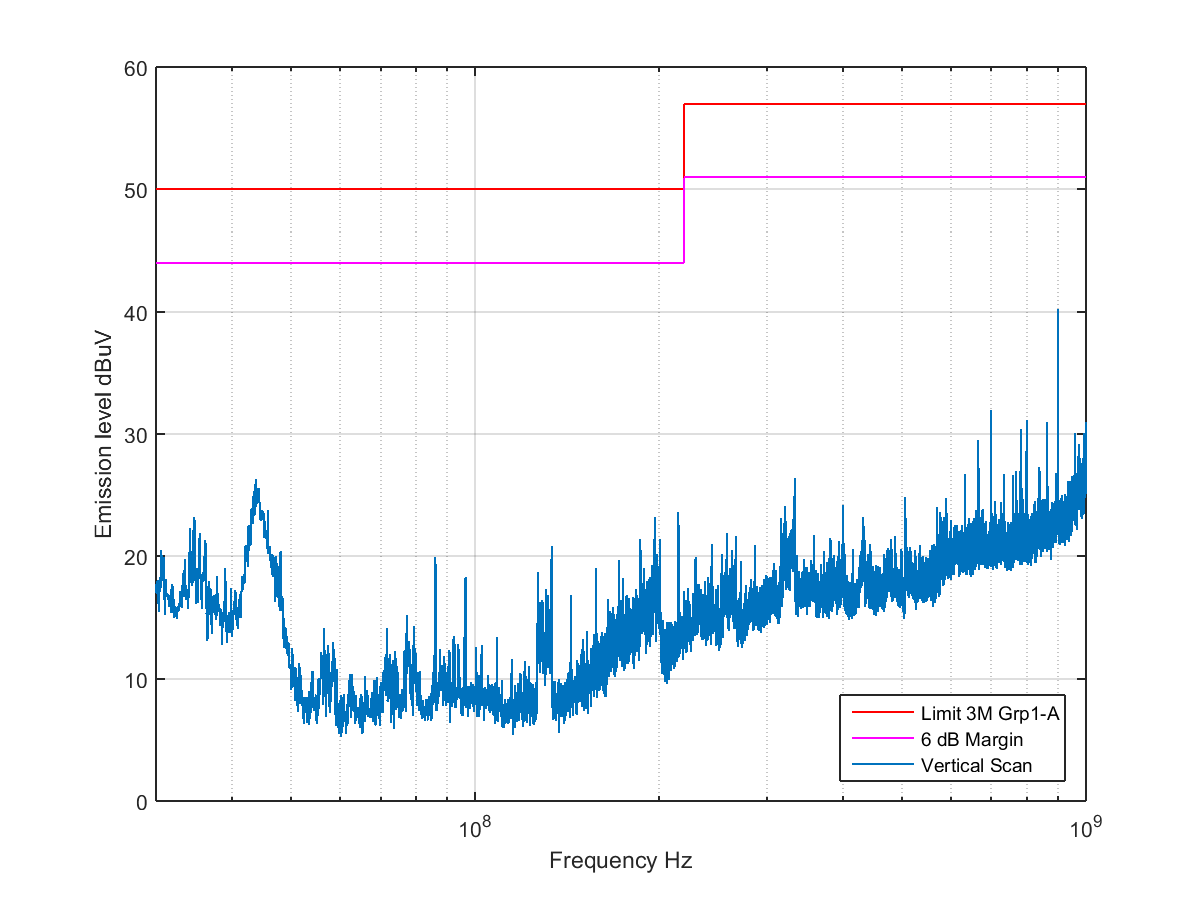 60
50
40
30
20
10
0
Emission level dBuV
Limit 3M Grp1-A
6 dB Margin
Vertical Scan
10^8
10^9
Frequency Hz